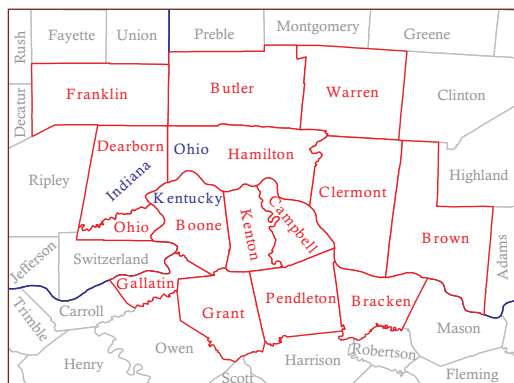 Rush
Fayette
Union
Preble
Montgomery
Greene
Decatur
Franklin
Butler
Warren
Clinton
Ripley
Dearborn
Indiana
Ohio
Hamilton
Kentucky
Clermont
Highland
Ohio
Boone
Kenton
Campbell
Brown
Adams
Jefferson
Switzerland
Gallatin
Trimble
Carroll
Grant
Pendleton
Bracken
Mason
Henry
Owen
Scott
Harrison
Robertson
Fleming